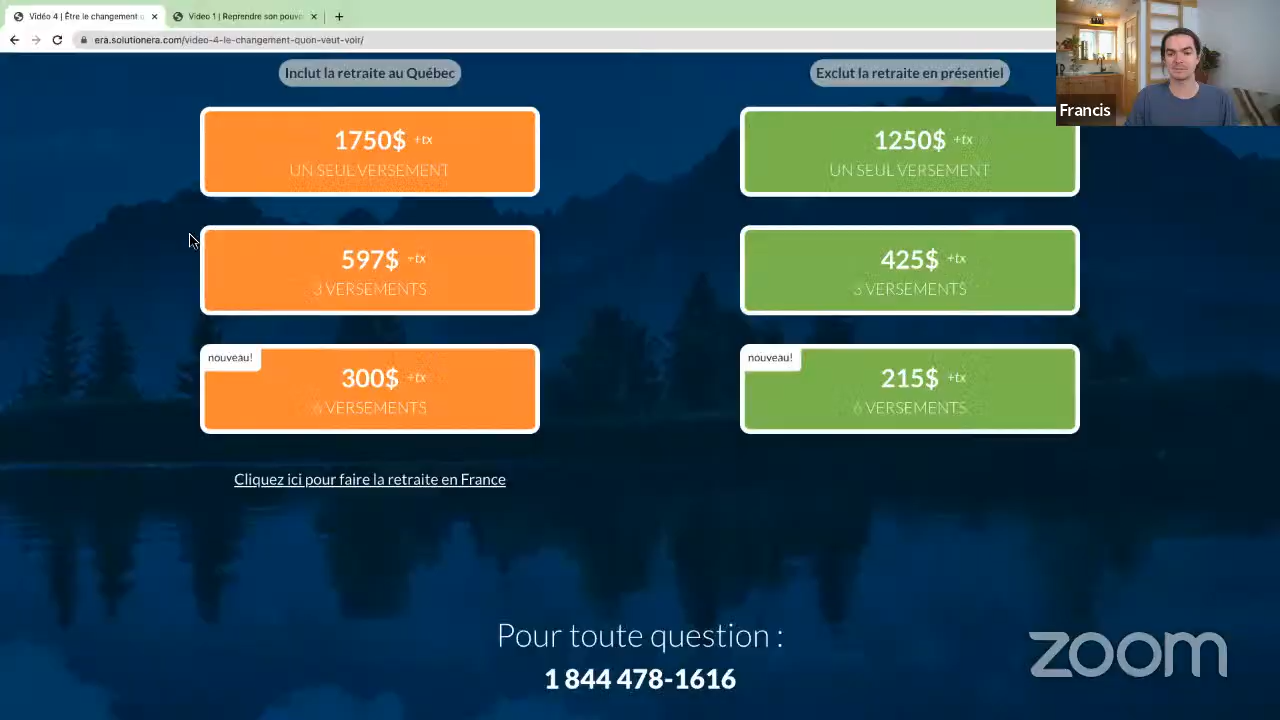 Vidéo 4 | Être le changement
Video 1 | Reprendre son pouvo
era.solutionera.com/video-4-le-changement-quon-veut-voir/
Francis
Inclut la retraite au Québec
1750$ +tx
UN SEUL VERSEMENT
597$ +tx
3 VERSEMENTS
nouveau!
300$ +tx
6 VERSEMENTS
Cliquez ici pour faire la retraite en France
Exclut la retraite en présentiel
1250$ +tx
UN SEUL VERSEMENT
425$ +tx
3 VERSEMENTS
nouveau!
215$ +tx
6 VERSEMENTS
Pour toute question :
1 844 478-1616
zoom